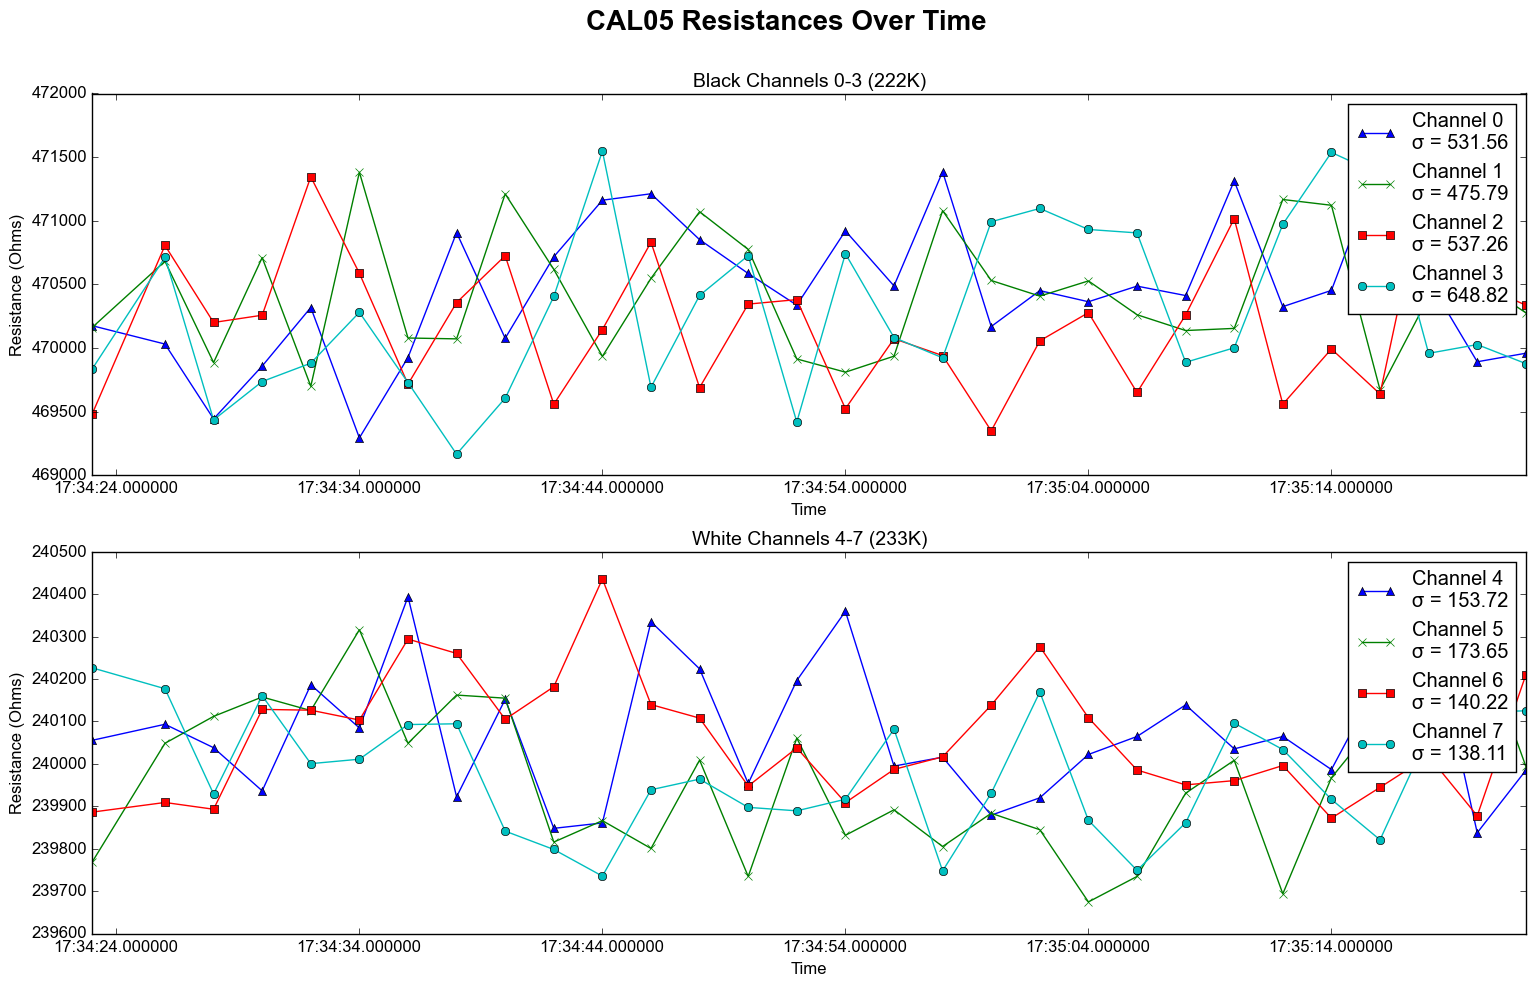 CAL05 Resistances Over Time
Black Channels 0-3 (222K)
472000
471500
471000
470500
470000
469500
469000
Resistance (Ohms)
Channel 0
σ = 531.56
Channel 1
σ = 475.79
Channel 2
σ = 537.26
Channel 3
σ = 648.82
17:34:24.000000 17:34:34.000000 17:34:44.000000 17:34:54.000000 17:35:04.000000 17:35:14.000000
Time
White Channels 4-7 (233K)
240500
240400
240300
240200
240100
240000
239900
239800
239700
239600
Resistance (Ohms)
Channel 4
σ = 153.72
Channel 5
σ = 173.65
Channel 6
σ = 140.22
Channel 7
σ = 138.11
17:34:24.000000 17:34:34.000000 17:34:44.000000 17:34:54.000000 17:35:04.000000 17:35:14.000000
Time